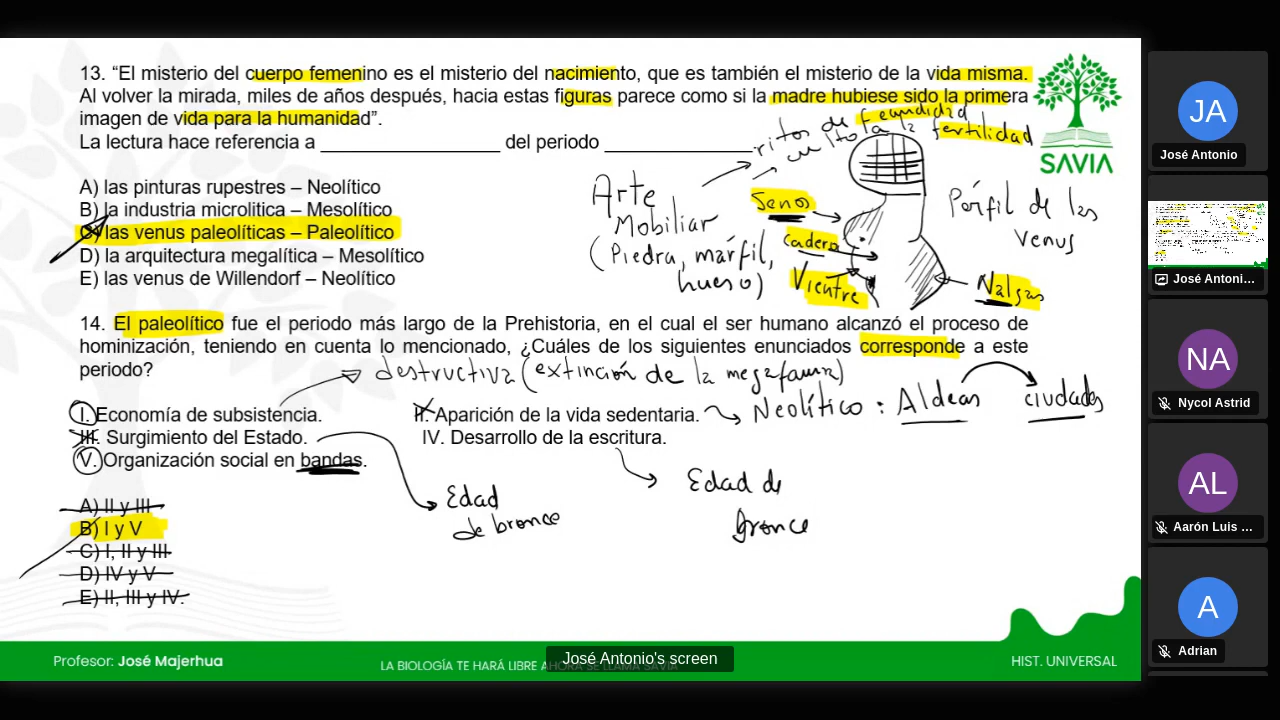 13. “El misterio del cuerpo femenino es el misterio del nacimiento, que es también el misterio de la vida misma.
Al volver la mirada, miles de años después, hacia estas figuras parece como si la madre hubiese sido la primera
imagen de vida para la humanidad”.
La lectura hace referencia a ____________________ del periodo ____________________.
ritos de fecundidad
culto a la fertilidad
SAVIA
A) las pinturas rupestres – Neolítico
B) la industria microlitica – Mesolítico
C) las venus paleolíticas – Paleolítico
D) la arquitectura megalítica – Mesolítico
E) las venus de Willendorf – Neolítico
Arte
Mobiliar
(Piedra, márfil,
hueso)
Senos
cadera
Vientre
Nalgas
Pérfil de las
venus
14. El paleolítico fue el periodo más largo de la Prehistoria, en el cual el ser humano alcanzó el proceso de
hominización, teniendo en cuenta lo mencionado, ¿Cuáles de los siguientes enunciados corresponde a este
periodo?
destructiva (extinción de la megafauna)
I. Economía de subsistencia.
II. Aparición de la vida sedentaria.
Neolítico : Aldeas
ciudades
III. Surgimiento del Estado.
IV. Desarrollo de la escritura.
V. Organización social en bandas.
Edad
de bronce
Edad de
bronce
A) II y III
B) I y V
C) I, II y III
D) IV y V
E) II, III y IV.
Profesor: José Majerhua
LA BIOLOGÍA TE HARÁ LIBRE AHORA SE LLAMA SAVIA
HIST. UNIVERSAL
José Antonio's screen
JA
José Antonio
José Antoni...
NA
Nycol Astrid
AL
Aarón Luis ...
A
Adrian